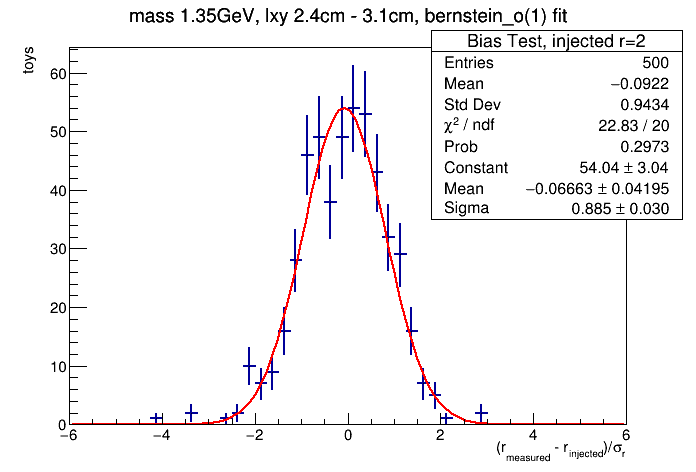 mass 1.35GeV, lxy 2.4cm - 3.1cm, bernstein_o(1) fit
toys
Bias Test, injected r=2
Entries 500
Mean −0.0922
Std Dev 0.9434
χ² / ndf 22.83 / 20
Prob 0.2973
Constant 54.04 ± 3.04
Mean −0.06663 ± 0.04195
Sigma 0.885 ± 0.030
60
50
40
30
20
10
0
−6 −4 −2 0 2 4 6
(r_measured - r_injected)/σ_r